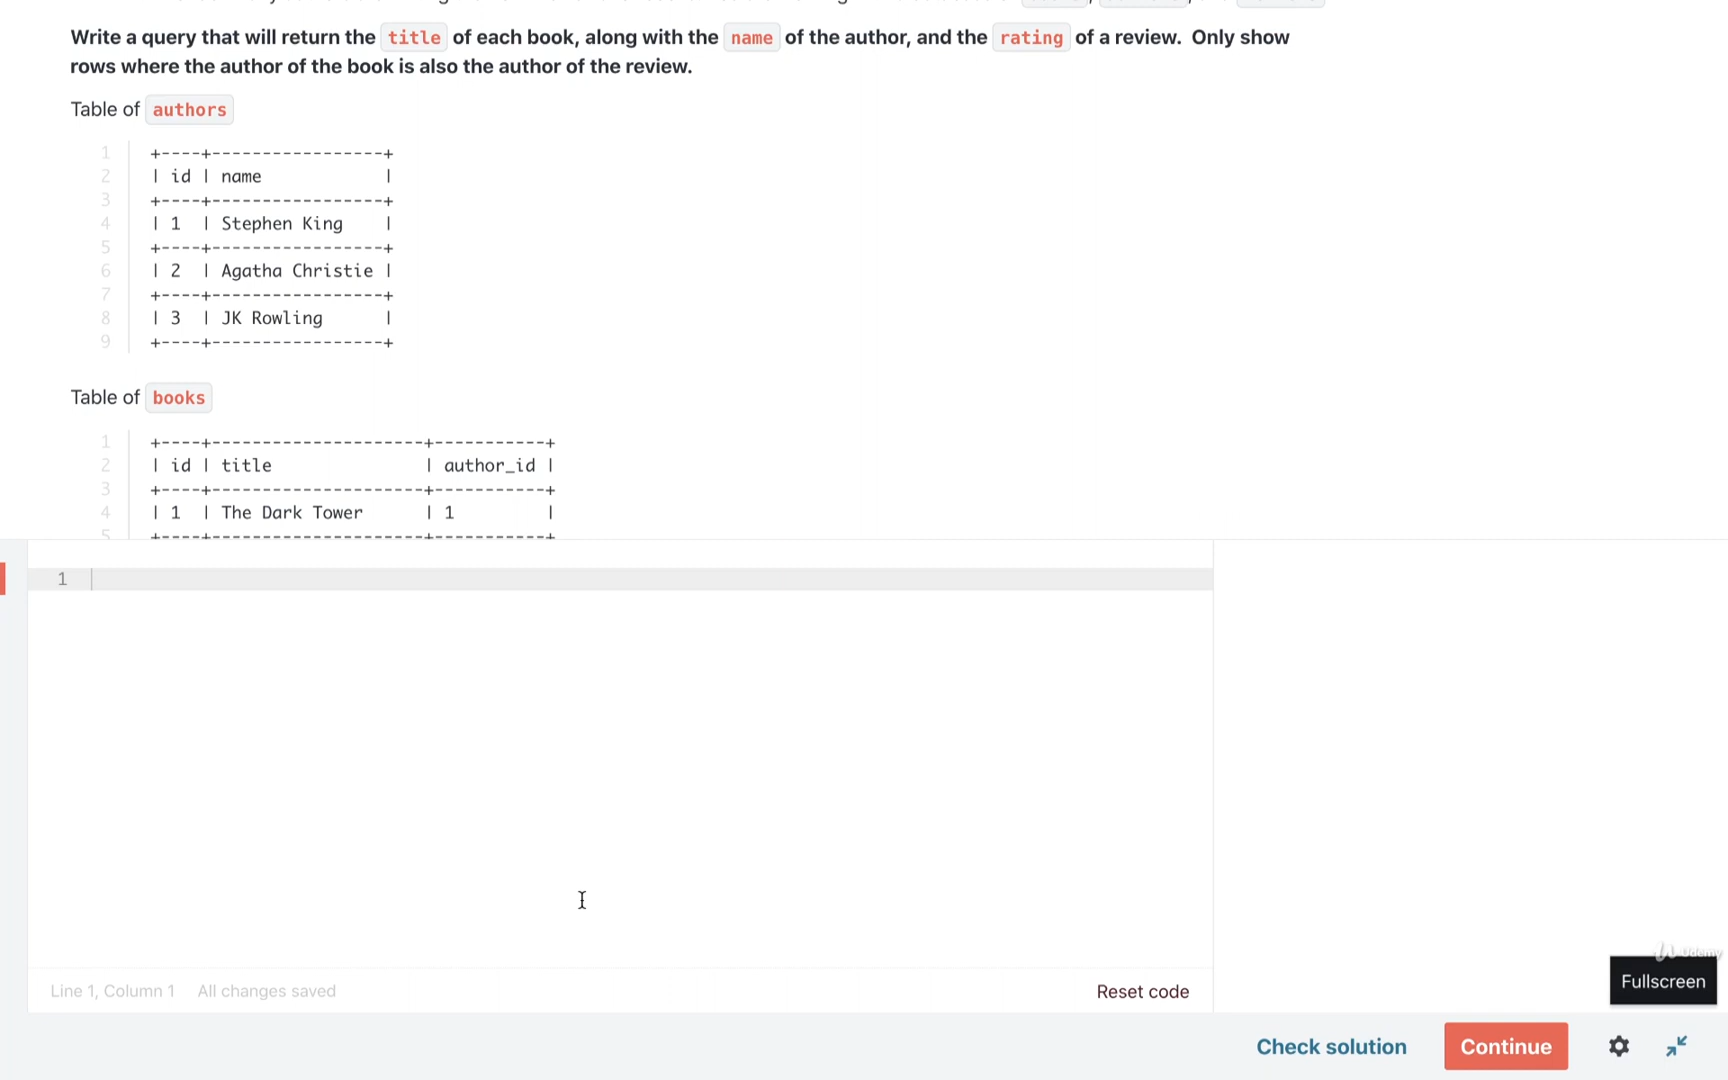 Write a query that will return the title of each book, along with the name of the author, and the rating of a review. Only show
rows where the author of the book is also the author of the review.
Table of authors
1 +----+-----------------+
2 | id | name            |
3 +----+-----------------+
4 | 1  | Stephen King    |
5 +----+-----------------+
6 | 2  | Agatha Christie |
7 +----+-----------------+
8 | 3  | JK Rowling      |
9 +----+-----------------+
Table of books
1 +----+---------------------+-----------+
2 | id | title               | author_id |
3 +----+---------------------+-----------+
4 | 1  | The Dark Tower      | 1         |
5 +----+---------------------+-----------+
1
Line 1, Column 1 All changes saved Reset code
Udemy
Fullscreen
Check solution Continue